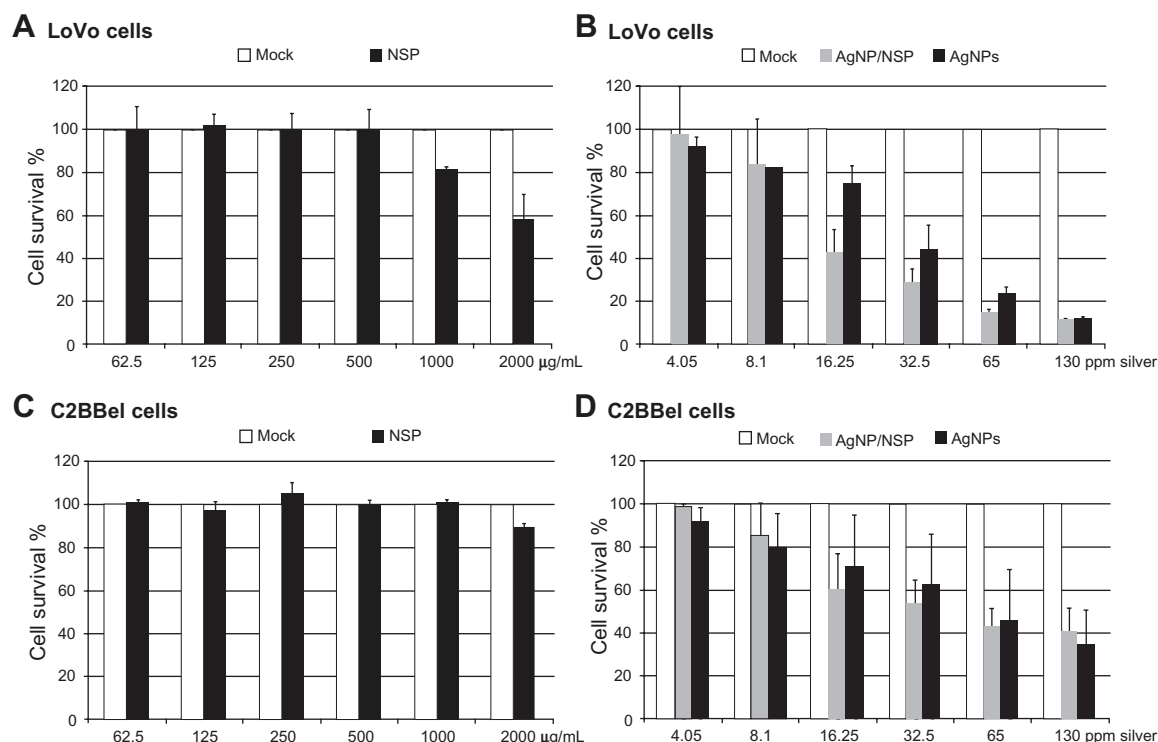 A LoVo cells
Mock NSP
Cell survival %
120
100
80
60
40
20
0
62.5 125 250 500 1000 2000 µg/mL
B LoVo cells
Mock AgNP/NSP AgNPs
Cell survival %
120
100
80
60
40
20
0
4.05 8.1 16.25 32.5 65 130 ppm silver
C C2BBel cells
Mock NSP
Cell survival %
120
100
80
60
40
20
0
62.5 125 250 500 1000 2000 µg/mL
D C2BBel cells
Mock AgNP/NSP AgNPs
Cell survival %
120
100
80
60
40
20
0
4.05 8.1 16.25 32.5 65 130 ppm silver